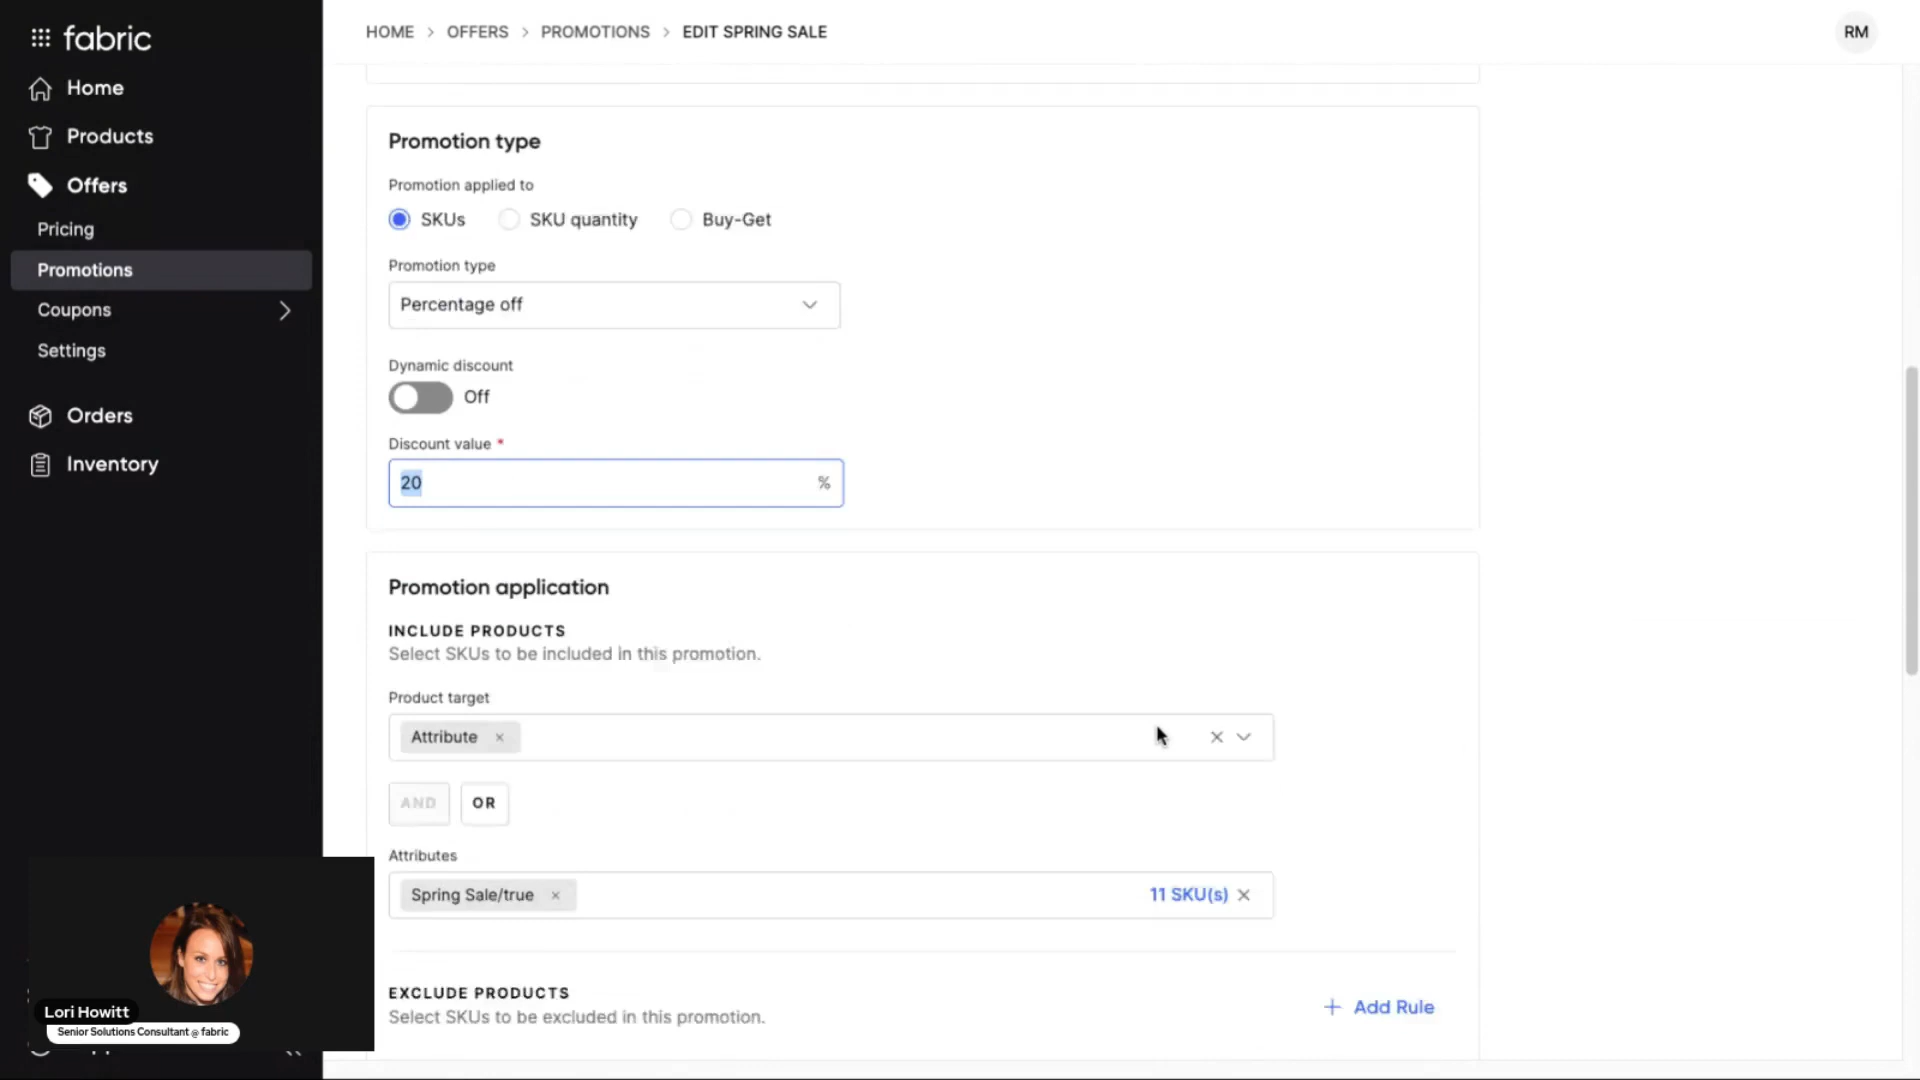 fabric
Home
Products
Offers
Pricing
Promotions
Coupons
Settings
Orders
Inventory
Lori Howitt
Senior Solutions Consultant @ fabric
HOME > OFFERS > PROMOTIONS > EDIT SPRING SALE
RM
Promotion type
Promotion applied to
SKUs SKU quantity Buy-Get
Promotion type
Percentage off
Dynamic discount
Off
Discount value *
20 %
Promotion application
INCLUDE PRODUCTS
Select SKUs to be included in this promotion.
Product target
Attribute ×
AND OR
Attributes
Spring Sale/true × 11 SKU(s) ×
EXCLUDE PRODUCTS
Select SKUs to be excluded in this promotion.
+ Add Rule